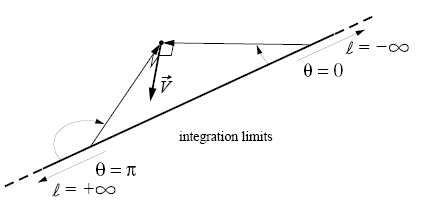 ℓ = −∞
θ = 0
V⃗
integration limits
θ = π
ℓ = +∞